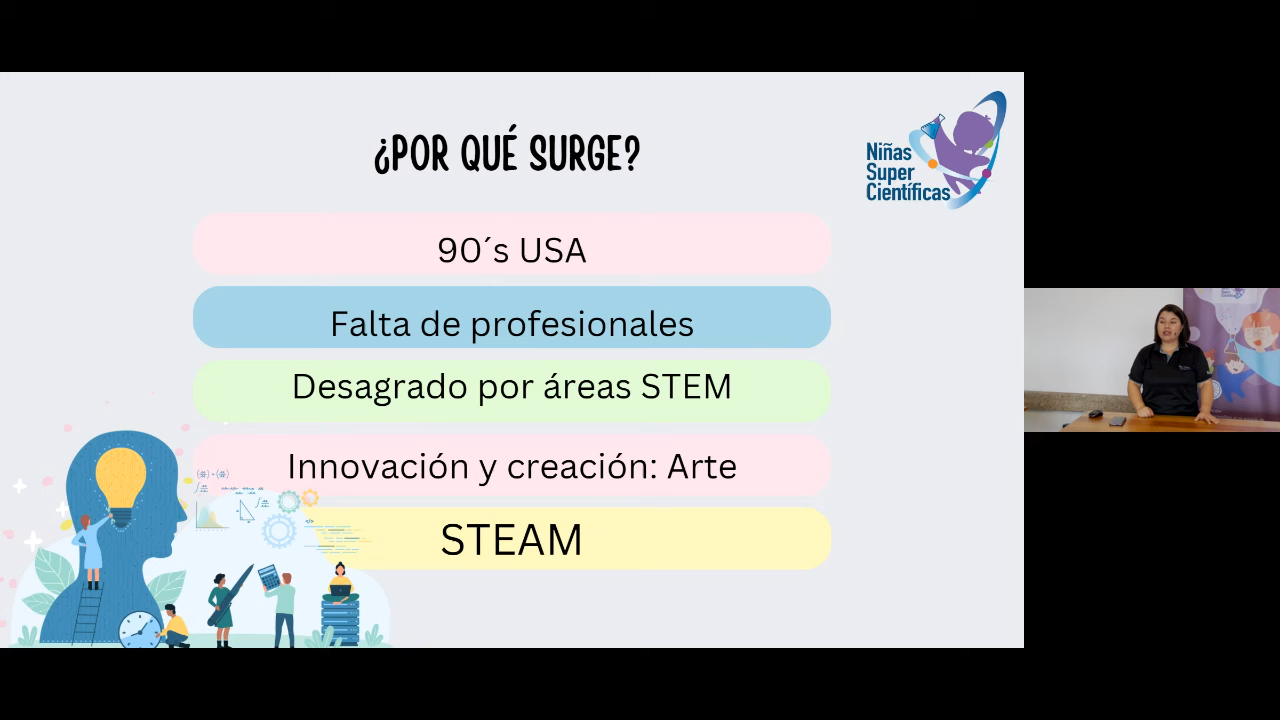 ¿POR QUÉ SURGE?
Niñas
Super
Científicas
90´s USA
Falta de profesionales
Desagrado por áreas STEM
Innovación y creación: Arte
STEAM